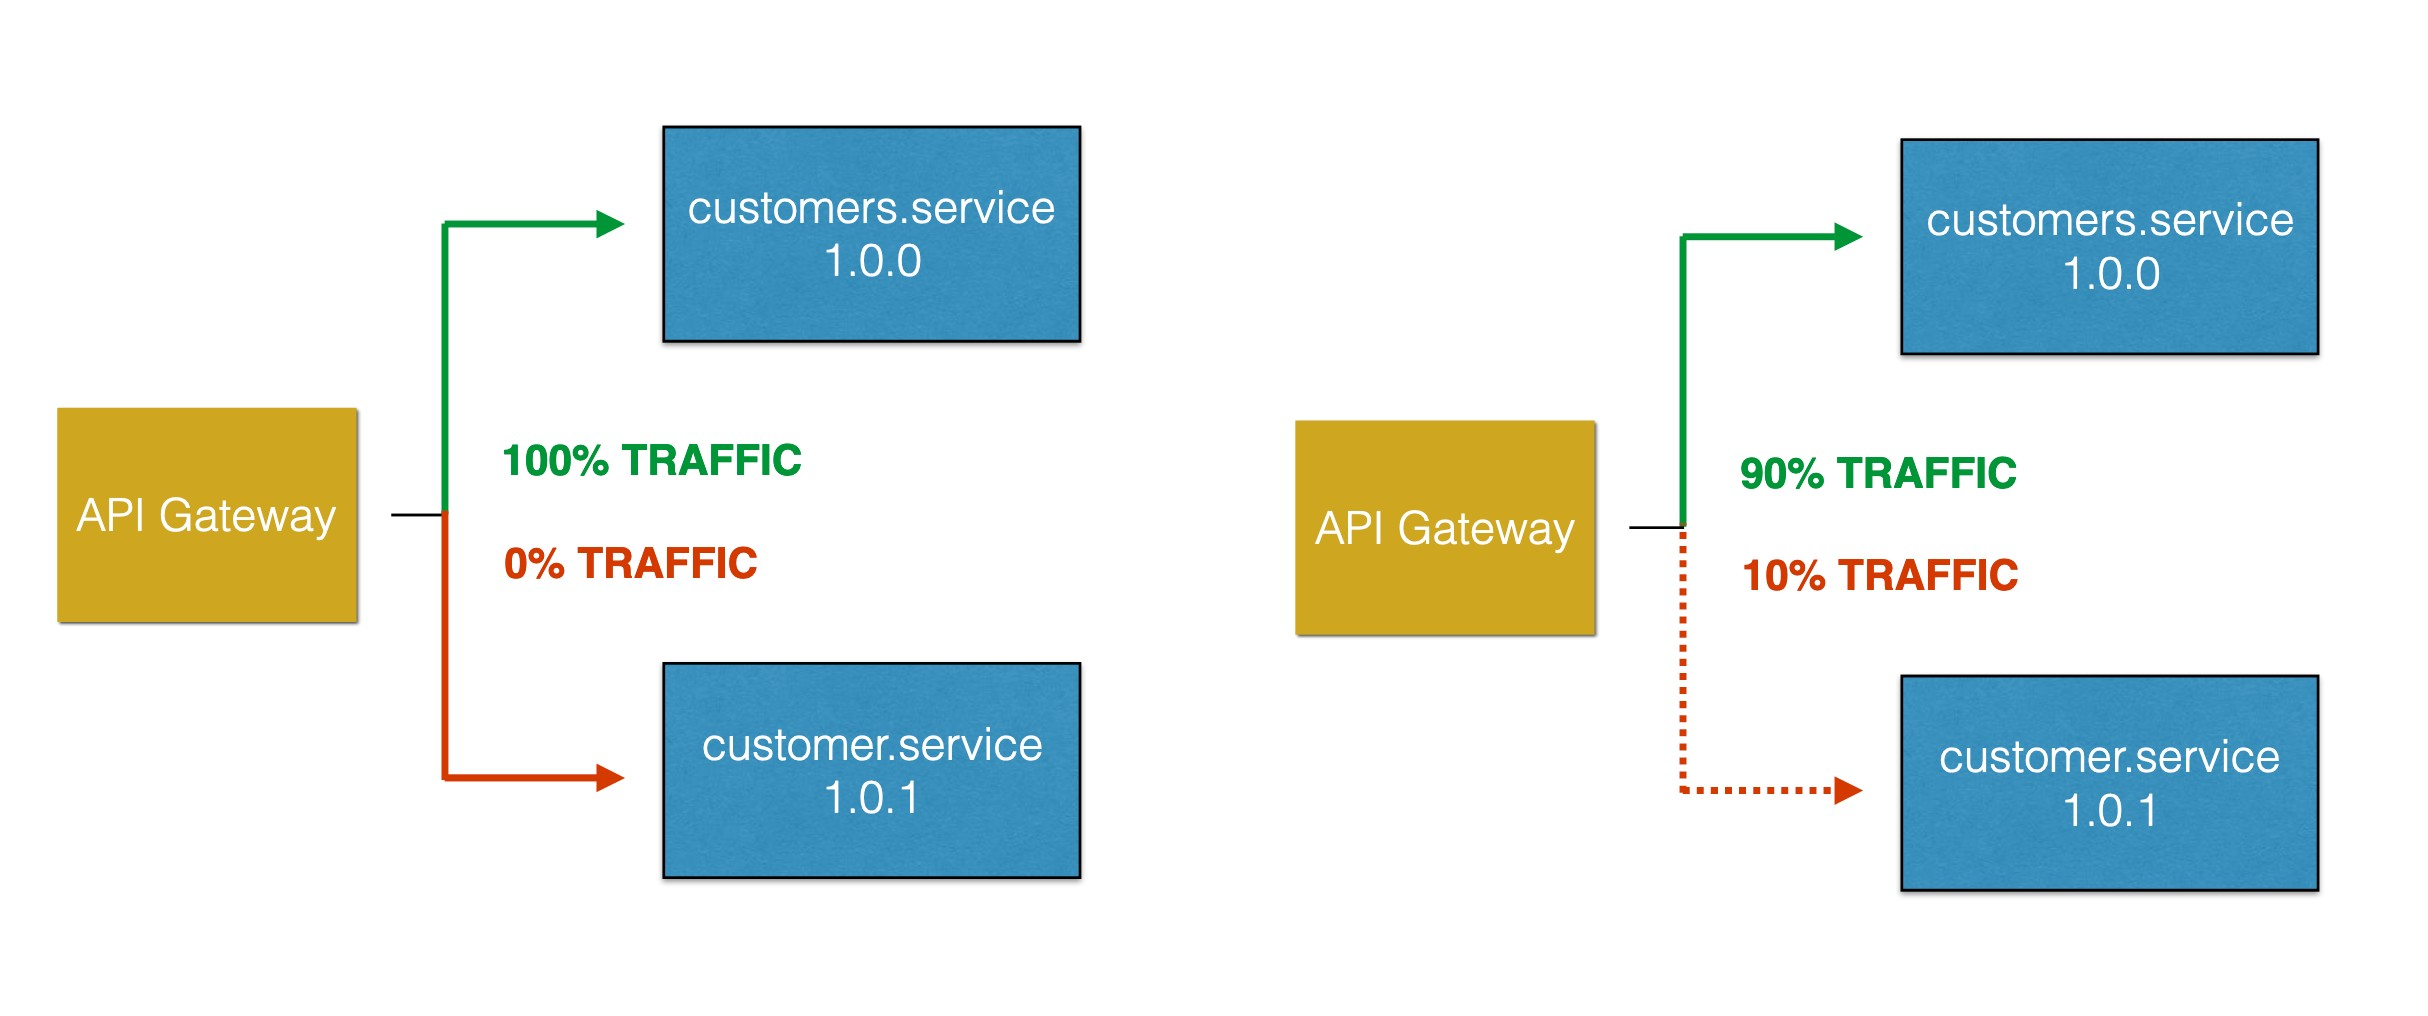 customers.service
1.0.0
API Gateway
100% TRAFFIC
0% TRAFFIC
customer.service
1.0.1
customers.service
1.0.0
API Gateway
90% TRAFFIC
10% TRAFFIC
customer.service
1.0.1